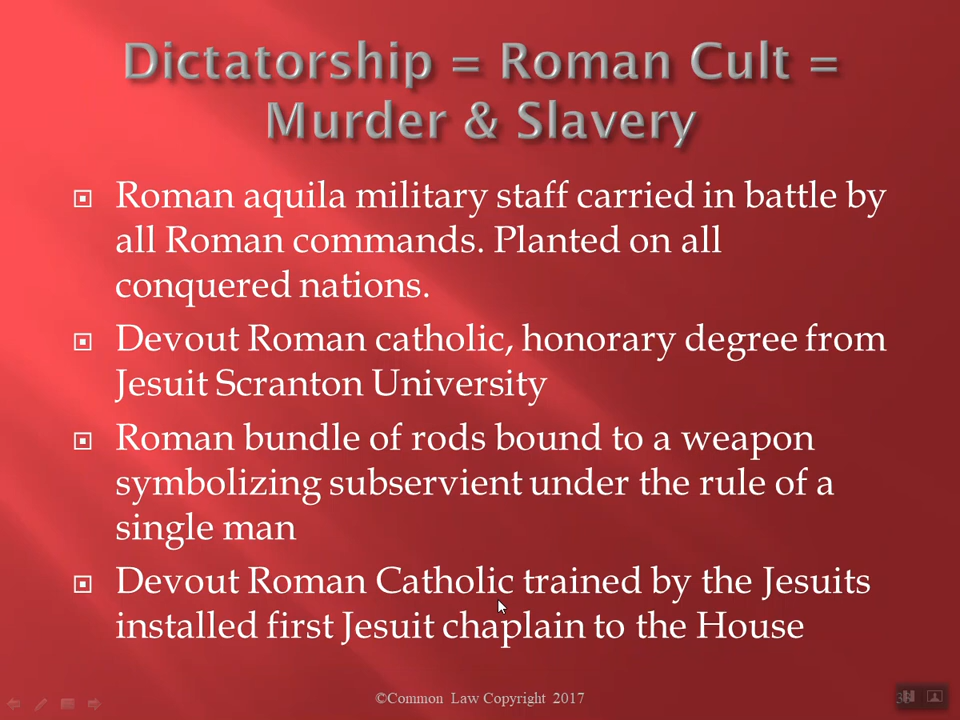 Dictatorship = Roman Cult =
Murder & Slavery
Roman aquila military staff carried in battle by
all Roman commands. Planted on all
conquered nations.
Devout Roman catholic, honorary degree from
Jesuit Scranton University
Roman bundle of rods bound to a weapon
symbolizing subservient under the rule of a
single man
Devout Roman Catholic trained by the Jesuits
installed first Jesuit chaplain to the House
©Common Law Copyright 2017